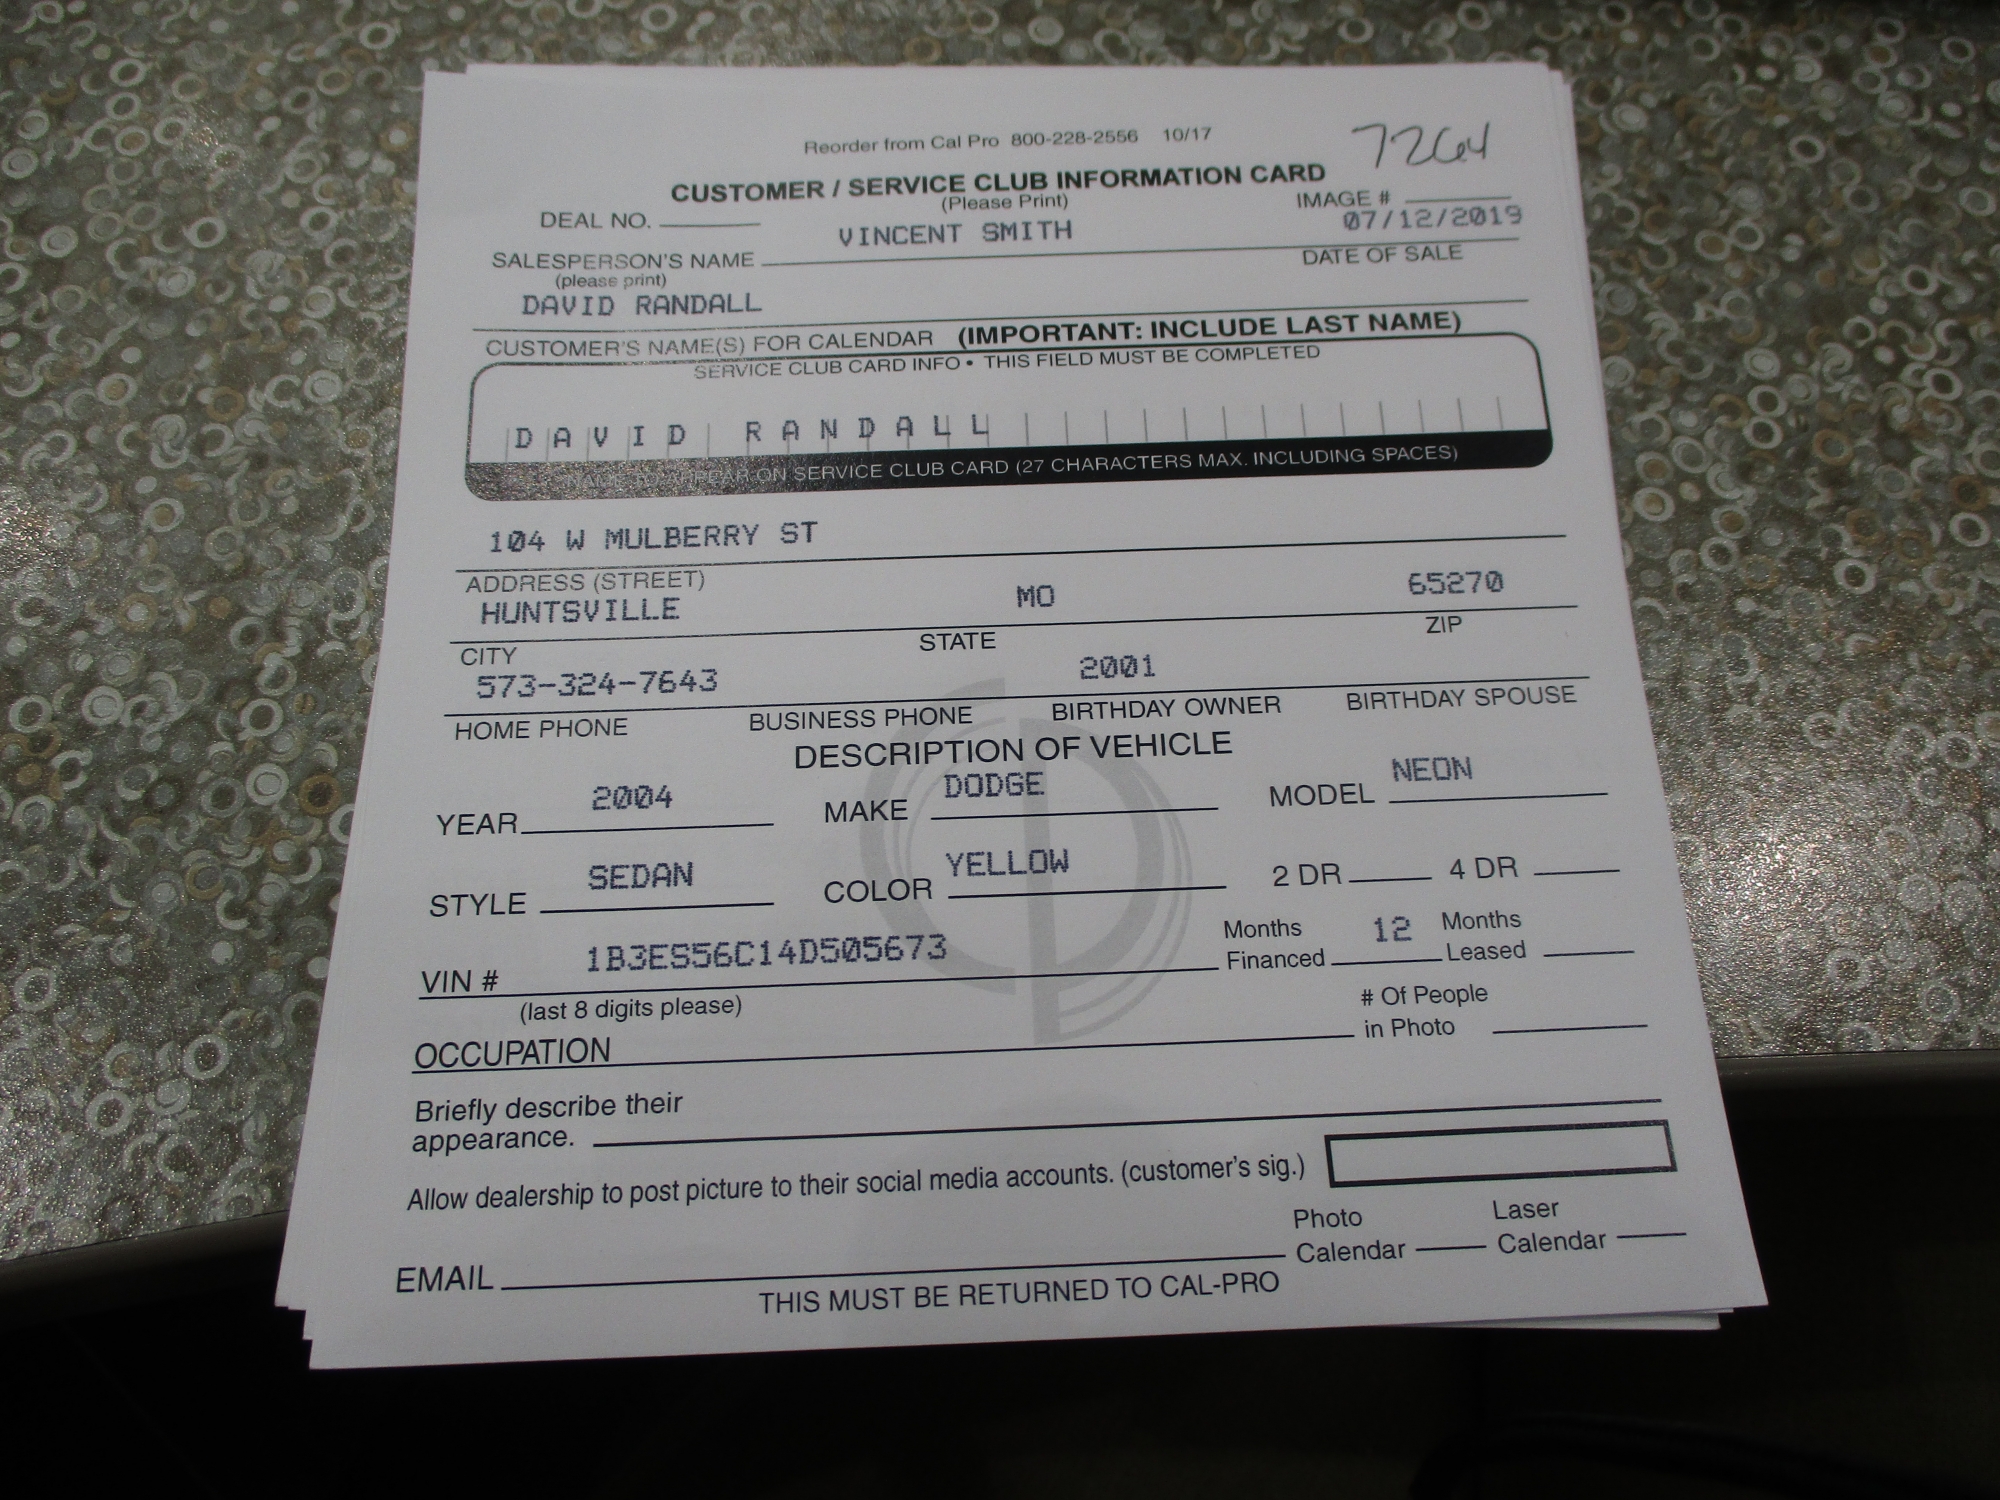 Reorder from Cal Pro 800-228-2556 10/17
7264
CUSTOMER / SERVICE CLUB INFORMATION CARD
(Please Print)
DEAL NO.
IMAGE #
VINCENT SMITH
07/12/2019
SALESPERSON'S NAME
DATE OF SALE
(please print)
DAVID RANDALL
CUSTOMER'S NAME(S) FOR CALENDAR (IMPORTANT: INCLUDE LAST NAME)
SERVICE CLUB CARD INFO • THIS FIELD MUST BE COMPLETED
DAVID RANDALL
NAME TO APPEAR ON SERVICE CLUB CARD (27 CHARACTERS MAX. INCLUDING SPACES)
104 W MULBERRY ST
ADDRESS (STREET)
HUNTSVILLE MO 65270
CITY STATE ZIP
573-324-7643 2001
HOME PHONE BUSINESS PHONE BIRTHDAY OWNER BIRTHDAY SPOUSE
DESCRIPTION OF VEHICLE
YEAR 2004 MAKE DODGE MODEL NEON
STYLE SEDAN COLOR YELLOW 2 DR 4 DR
VIN # 1B3ES56C14D505673 Months Financed 12 Months Leased
(last 8 digits please)
OCCUPATION # Of People in Photo
Briefly describe their
appearance.
Allow dealership to post picture to their social media accounts. (customer's sig.)
EMAIL Photo Calendar Laser Calendar
THIS MUST BE RETURNED TO CAL-PRO